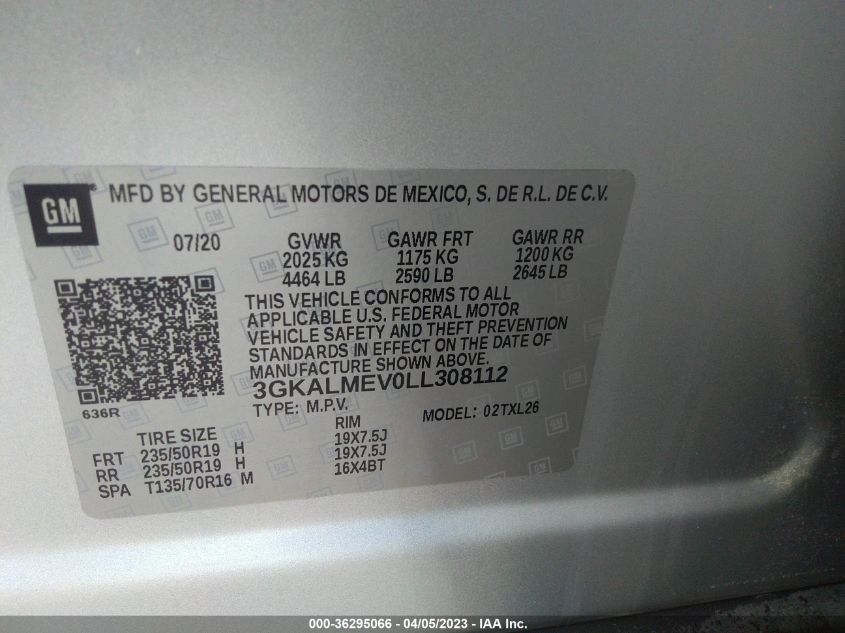 GM MFD BY GENERAL MOTORS DE MEXICO, S. DE R.L. DE C.V.
07/20 GVWR GAWR FRT GAWR RR
2025 KG 1175 KG 1200 KG
4464 LB 2590 LB 2645 LB
THIS VEHICLE CONFORMS TO ALL
APPLICABLE U.S. FEDERAL MOTOR
VEHICLE SAFETY AND THEFT PREVENTION
STANDARDS IN EFFECT ON THE DATE OF
MANUFACTURE SHOWN ABOVE.
3GKALMEV0LL308112
636R TYPE: M.P.V. MODEL: 02TXL26
TIRE SIZE RIM
FRT 235/50R19 H 19X7.5J
RR 235/50R19 H 19X7.5J
SPA T135/70R16 M 16X4BT
000-36295066 - 04/05/2023 - IAA Inc.